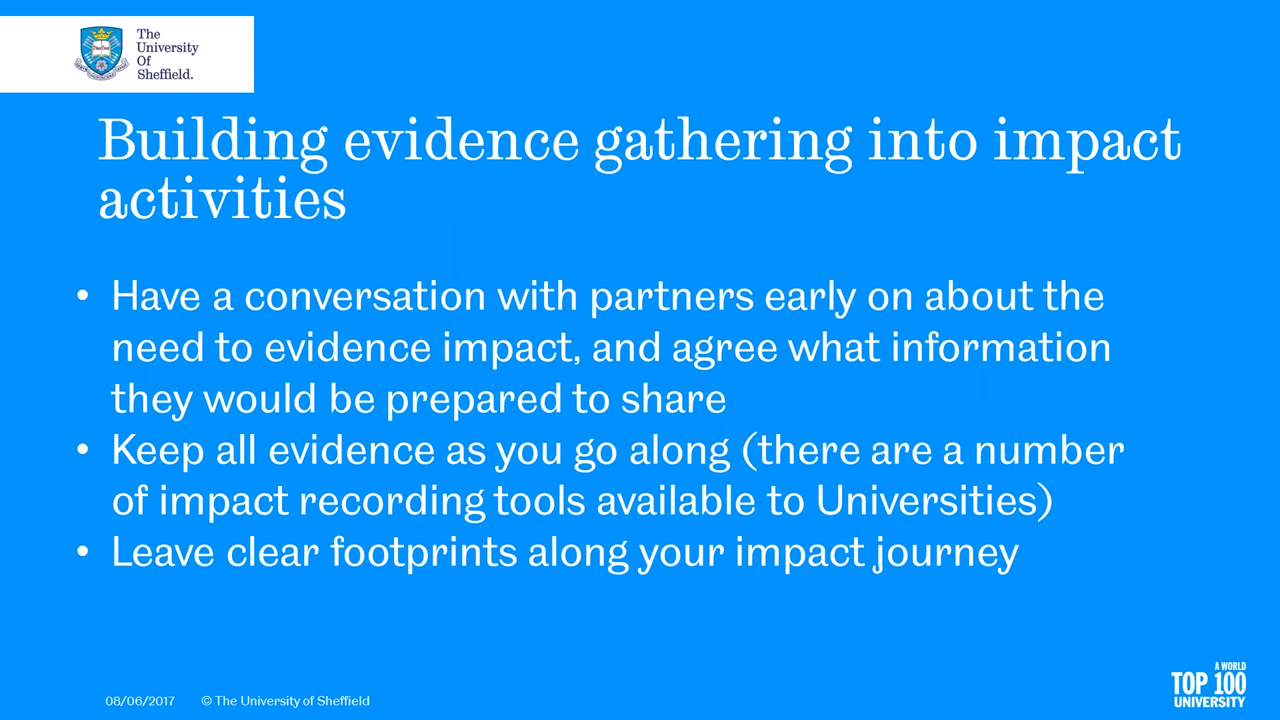 The
University
Of
Sheffield.
Building evidence gathering into impact
activities
• Have a conversation with partners early on about the
need to evidence impact, and agree what information
they would be prepared to share
• Keep all evidence as you go along (there are a number
of impact recording tools available to Universities)
• Leave clear footprints along your impact journey
08/06/2017 © The University of Sheffield
A WORLD
TOP 100
UNIVERSITY